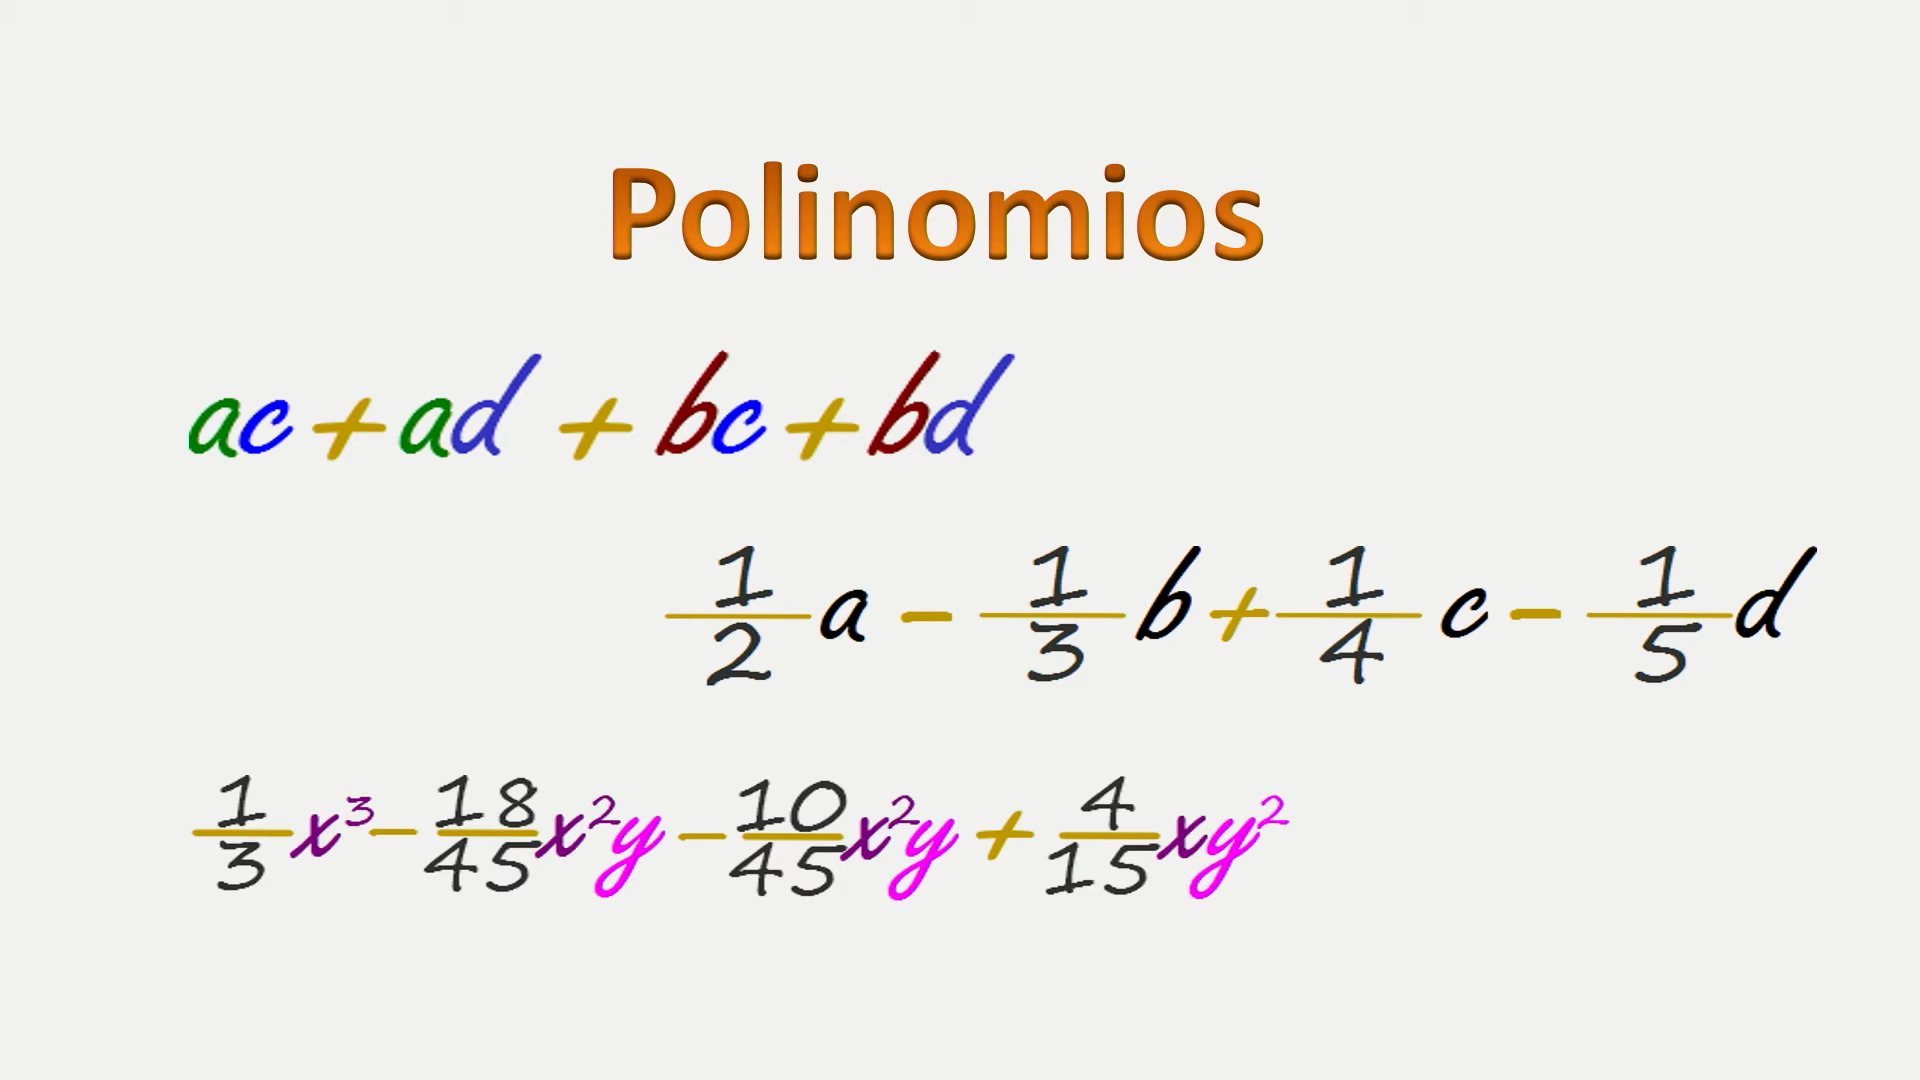 Polinomios
ac + ad + bc + bd
1/2 a - 1/3 b + 1/4 c - 1/5 d
1/3 x³ - 18/45 x²y - 10/45 x²y + 4/15 xy²